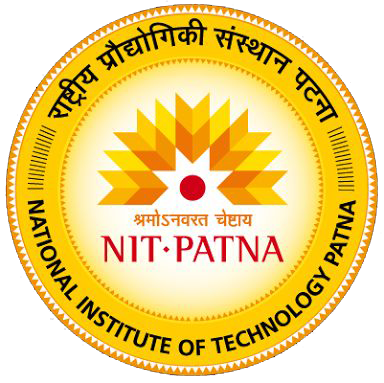 राष्ट्रीय प्रौद्योगिकी संस्थान पटना
श्रमोऽनवरत चेष्टाय
NIT·PATNA
NATIONAL INSTITUTE OF TECHNOLOGY PATNA